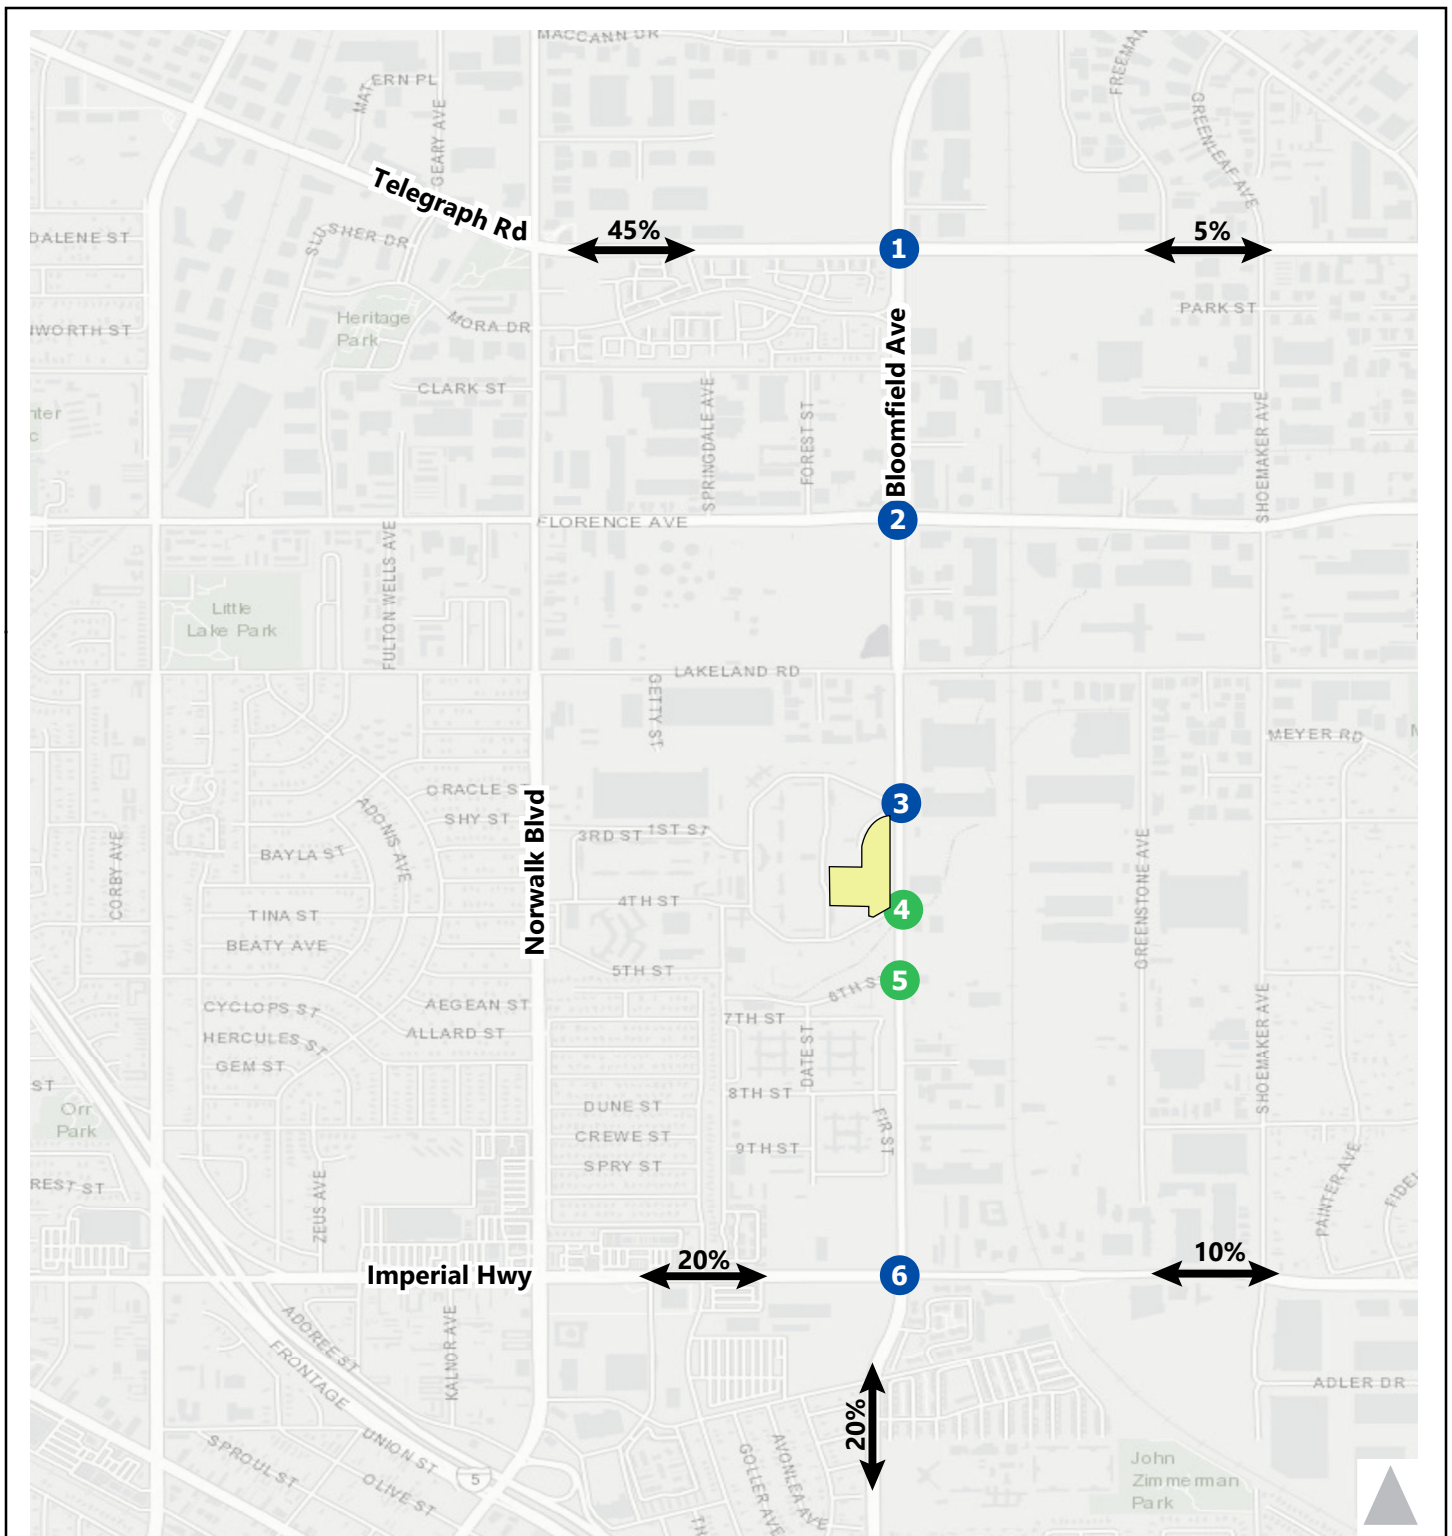 MACCANN DR
ERN PL
MAT
GEARY AVE
FREEMAN
GREENLEAF AVE
Telegraph Rd
DALENE ST
SLUSHER DR
45%
1
5%
Heritage
Park
MORA DR
PARK ST
NWORTH ST
Bloomfield Ave
CLARK ST
SPRINGDALE AVE
FOREST ST
SHOEMAKER AVE
nter
c
FLORENCE AVE
2
FULTON WELLS AVE
Little
Lake Park
LAKELAND RD
GETTY ST
MEYER RD
ORACLE ST
SHY ST
ADONIS AVE
Norwalk Blvd
3RD ST
1ST ST
3
BAYLA ST
CORBY AVE
GREENSTONE AVE
4TH ST
4
TINA ST
BEATY AVE
5TH ST
5
6TH ST
CYCLOPS ST
AEGEAN ST
7TH ST
HERCULES ST
ALLARD ST
DATE ST
SHOEMAKER AVE
GEM ST
ST
8TH ST
Orr
Park
DUNE ST
FIR ST
CREWE ST
9TH ST
SPRY ST
REST ST
ZEUS AVE
PAINTER AVE
FIDEL
Imperial Hwy
20%
6
10%
ADOREE ST
FRONTAGE
KALNOR AVE
ADLER DR
20%
SPROUL ST
UNION ST
OLIVE ST
5
GOLLER AVE
AVONLEA AVE
TH
John
Zimmerman
Park